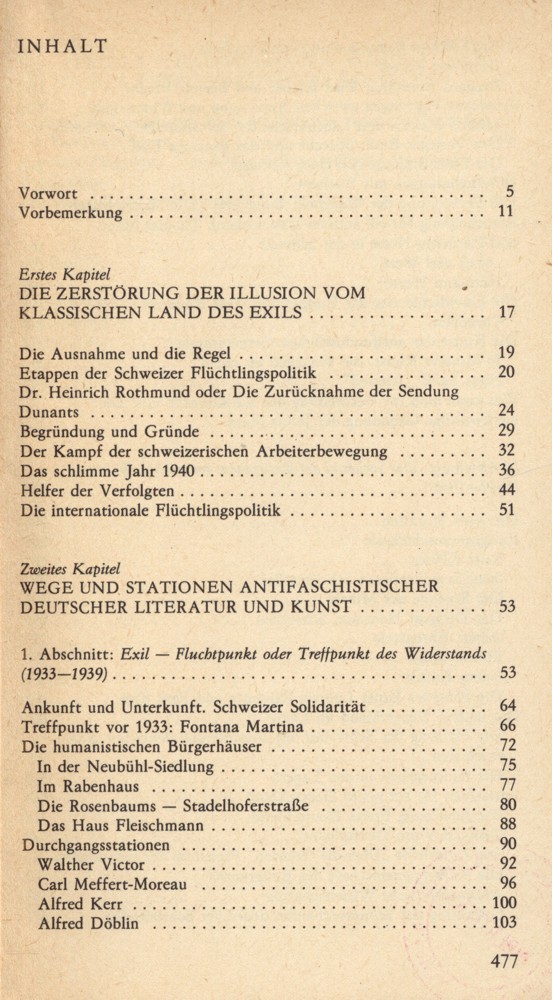 INHALT
Vorwort ........................................ 5
Vorbemerkung .................................... 11
Erstes Kapitel
DIE ZERSTÖRUNG DER ILLUSION VOM
KLASSISCHEN LAND DES EXILS .................. 17
Die Ausnahme und die Regel ......................... 19
Etappen der Schweizer Flüchtlingspolitik ................ 20
Dr. Heinrich Rothmund oder Die Zurücknahme der Sendung
Dunants ........................................ 24
Begründung und Gründe ............................ 29
Der Kampf der schweizerischen Arbeiterbewegung ......... 32
Das schlimme Jahr 1940 ............................. 36
Helfer der Verfolgten ............................... 44
Die internationale Flüchtlingspolitik .................... 51
Zweites Kapitel
WEGE UND STATIONEN ANTIFASCHISTISCHER
DEUTSCHER LITERATUR UND KUNST ............. 53
1. Abschnitt: Exil — Fluchtpunkt oder Treffpunkt des Widerstands
(1933—1939) ...................................... 53
Ankunft und Unterkunft. Schweizer Solidarität ............ 64
Treffpunkt vor 1933: Fontana Martina .................. 66
Die humanistischen Bürgerhäuser ...................... 72
In der Neubühl-Siedlung ........................... 75
Im Rabenhaus ................................... 77
Die Rosenbaums — Stadelhoferstraße ................. 80
Das Haus Fleischmann ............................ 88
Durchgangsstationen ............................... 90
Walther Victor ................................... 92
Carl Meffert-Moreau .............................. 96
Alfred Kerr ..................................... 100
Alfred Döblin ................................... 103
477